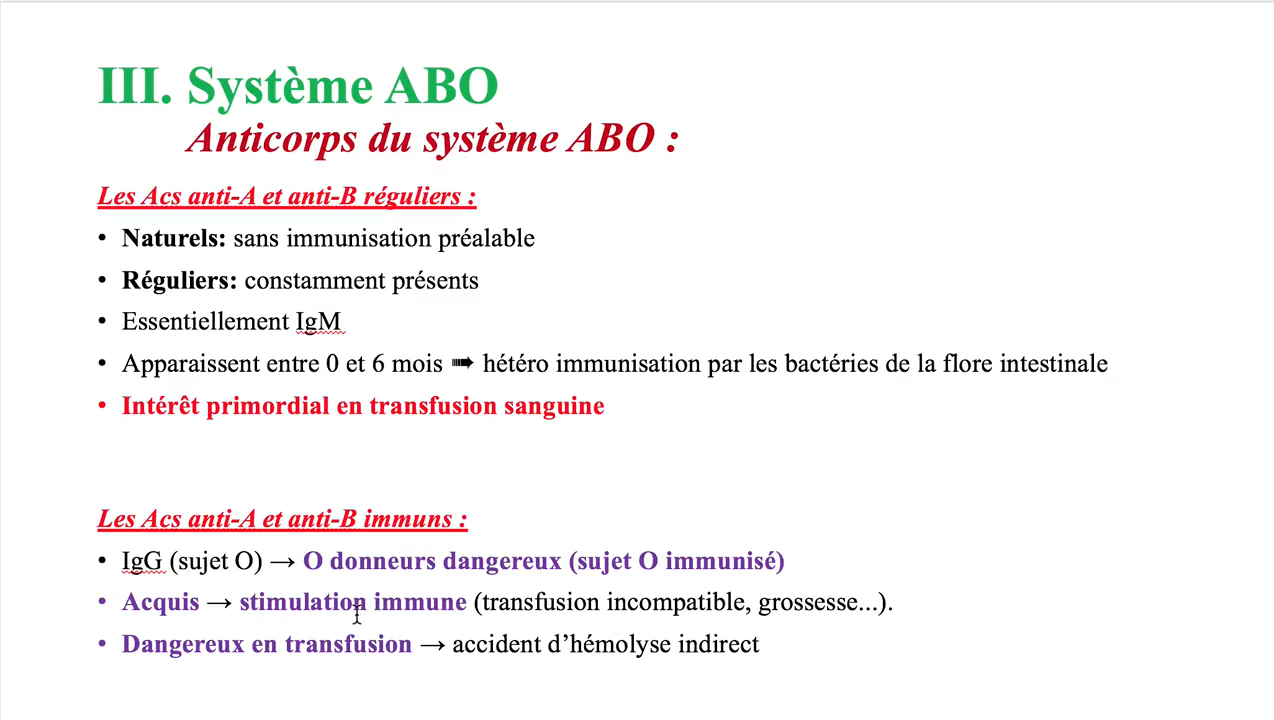 III. Système ABO
Anticorps du système ABO :
Les Acs anti-A et anti-B réguliers :
• Naturels: sans immunisation préalable
• Réguliers: constamment présents
• Essentiellement IgM
• Apparaissent entre 0 et 6 mois ➠ hétéro immunisation par les bactéries de la flore intestinale
• Intérêt primordial en transfusion sanguine
Les Acs anti-A et anti-B immuns :
• IgG (sujet O) → O donneurs dangereux (sujet O immunisé)
• Acquis → stimulation immune (transfusion incompatible, grossesse...).
• Dangereux en transfusion → accident d’hémolyse indirect